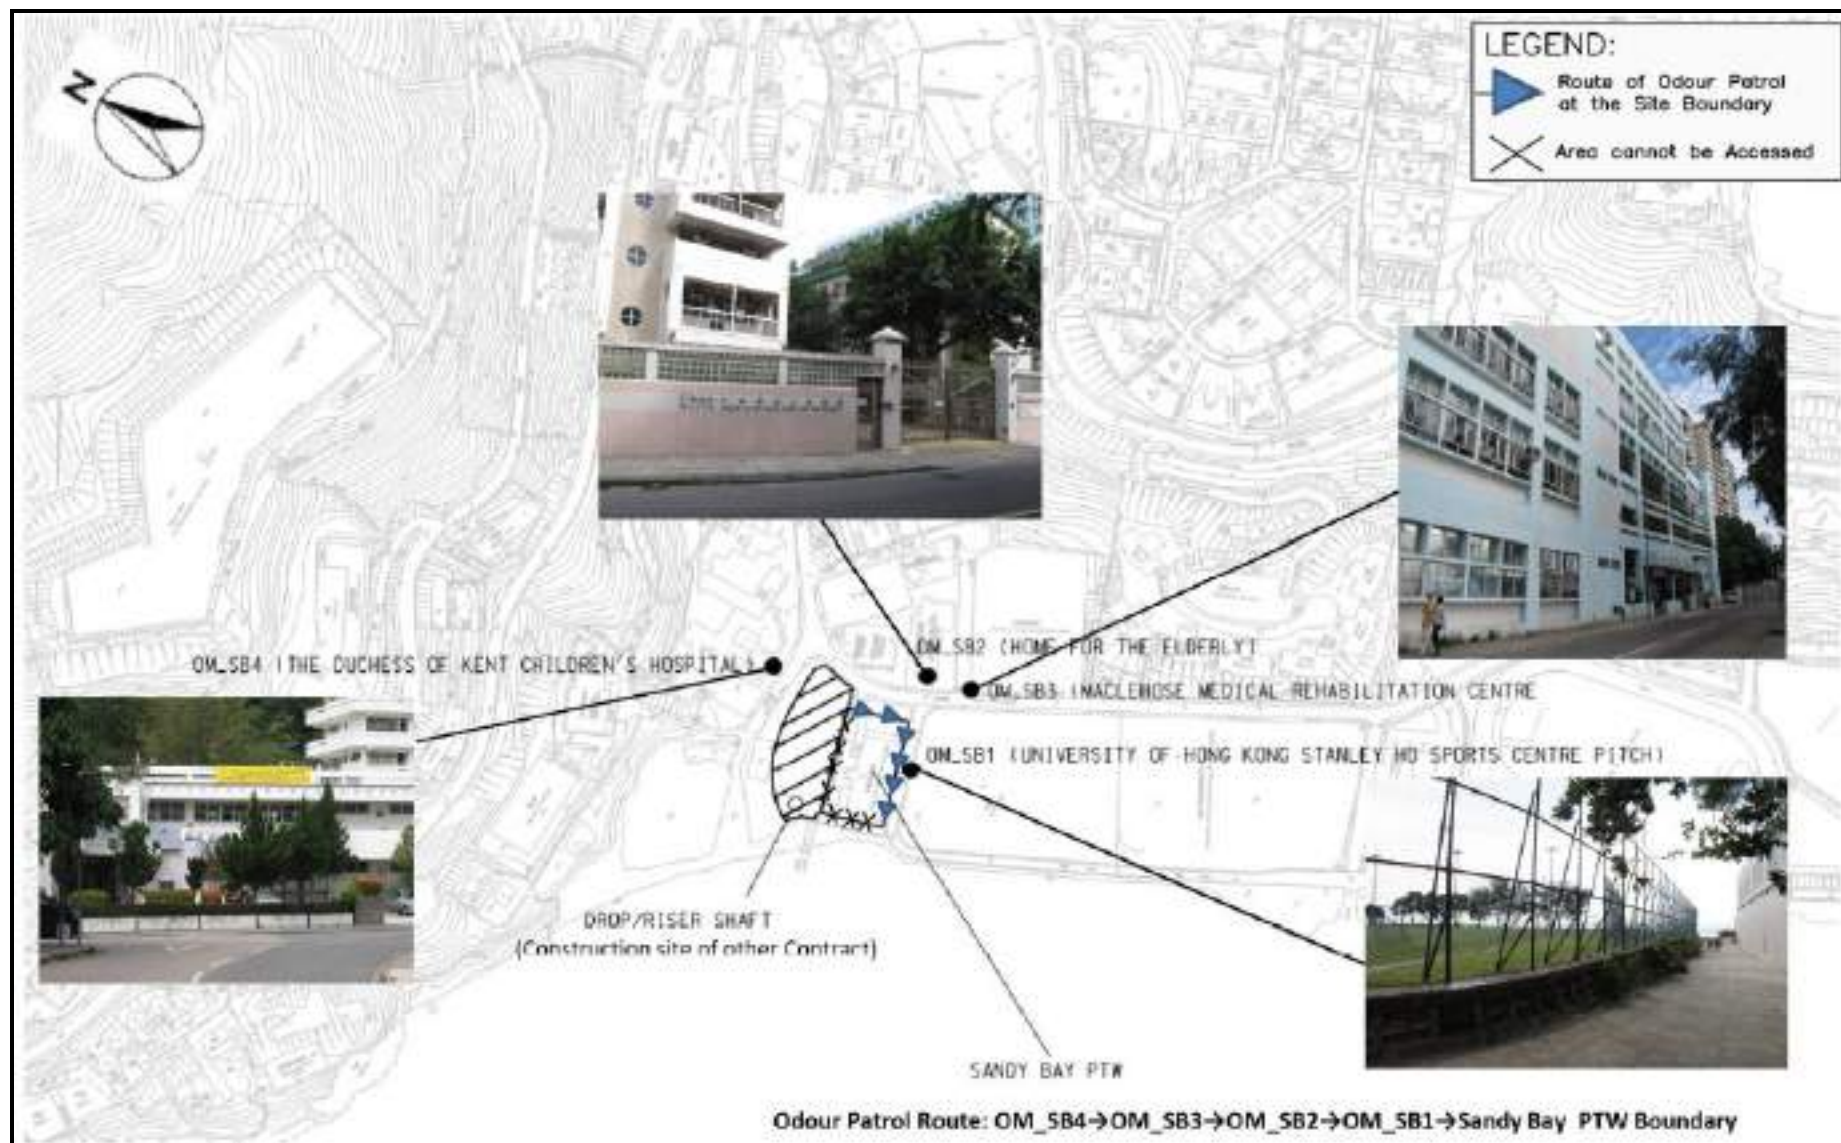 LEGEND:
Route of Odour Patrol
at the Site Boundary
Area cannot be Accessed
N
OM_SB2 (HOME FOR THE ELDERLY)
OM_SB4 (THE DUCHESS OF KENT CHILDREN'S HOSPITAL)
OM_SB3 (MACLEHOSE MEDICAL REHABILITATION CENTRE
OM_SB1 (UNIVERSITY OF HONG KONG STANLEY HO SPORTS CENTRE PITCH)
DROP/RISER SHAFT
(Construction site of other Contract)
SANDY BAY PTW
Odour Patrol Route: OM_SB4→OM_SB3→OM_SB2→OM_SB1→Sandy Bay PTW Boundary